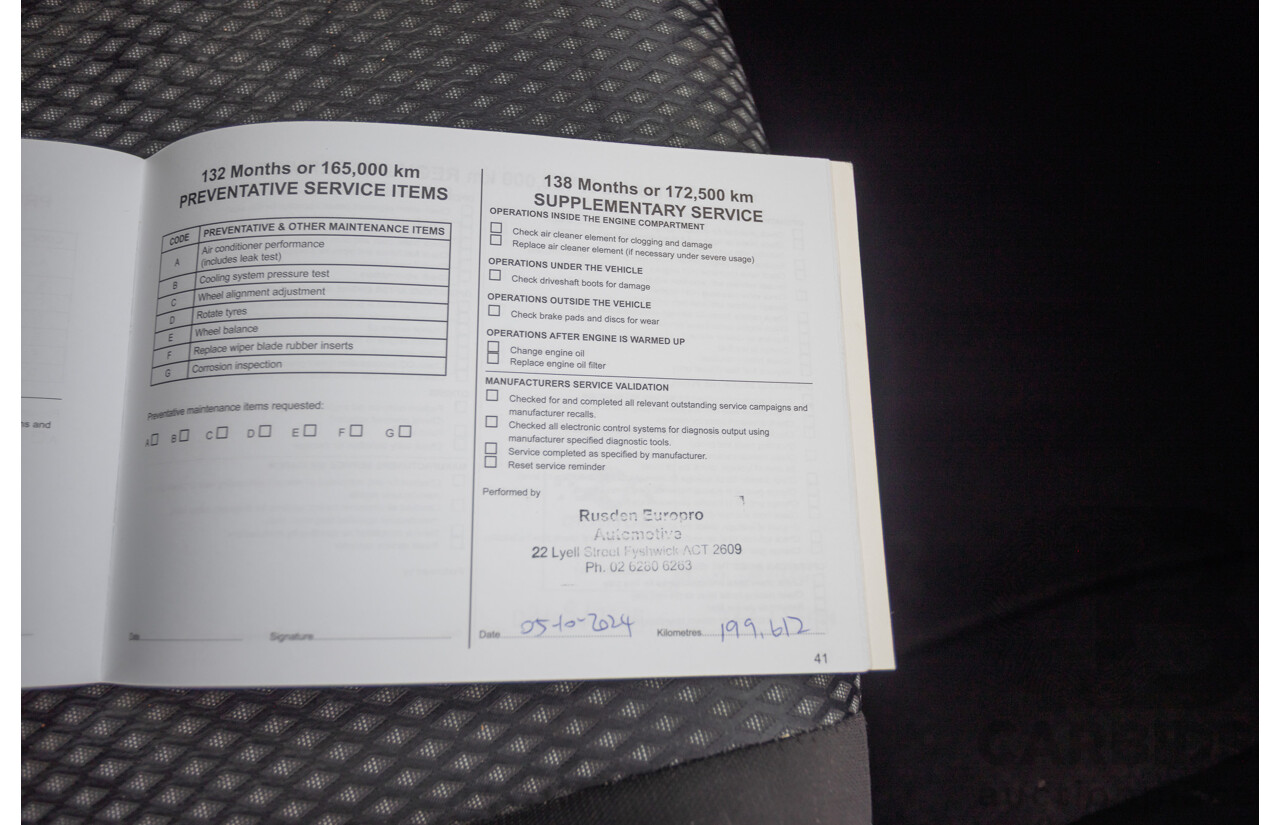 ns and
132 Months or 165,000 km
PREVENTATIVE SERVICE ITEMS
CODE PREVENTATIVE & OTHER MAINTENANCE ITEMS
A Air conditioner performance
(includes leak test)
B Cooling system pressure test
C Wheel alignment adjustment
D Rotate tyres
E Wheel balance
F Replace wiper blade rubber inserts
G Corrosion inspection
Preventative maintenance items requested:
A B C D E F G
Signature
138 Months or 172,500 km
SUPPLEMENTARY SERVICE
OPERATIONS INSIDE THE ENGINE COMPARTMENT
Check air cleaner element for clogging and damage
Replace air cleaner element (if necessary under severe usage)
OPERATIONS UNDER THE VEHICLE
Check driveshaft boots for damage
OPERATIONS OUTSIDE THE VEHICLE
Check brake pads and discs for wear
OPERATIONS AFTER ENGINE IS WARMED UP
Change engine oil
Replace engine oil filter
MANUFACTURERS SERVICE VALIDATION
Checked for and completed all relevant outstanding service campaigns and
manufacturer recalls.
Checked all electronic control systems for diagnosis output using
manufacturer specified diagnostic tools.
Service completed as specified by manufacturer.
Reset service reminder
Performed by
Rusden Europro
Automotive
22 Lyell Street Fyshwick ACT 2609
Ph. 02 6280 6263
Date 05-10-2024 Kilometres 199,612
41